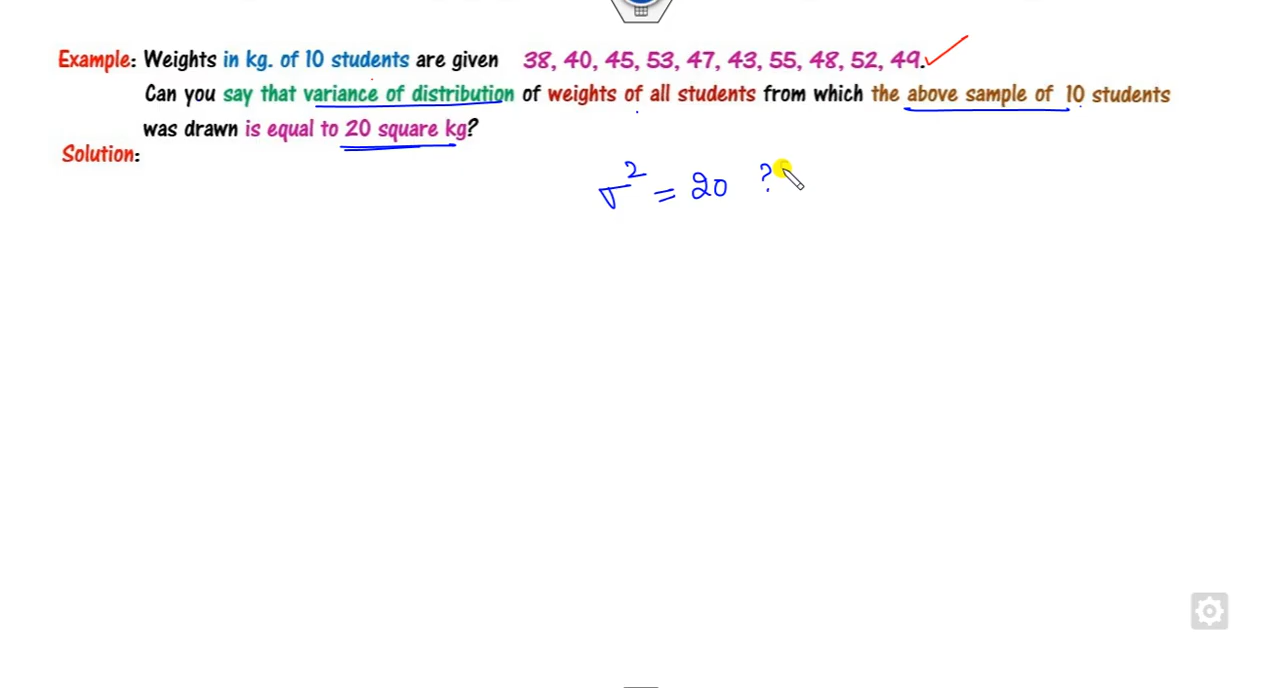 Example: Weights in kg. of 10 students are given 38, 40, 45, 53, 47, 43, 55, 48, 52, 49.
Can you say that variance of distribution of weights of all students from which the above sample of 10 students
was drawn is equal to 20 square kg?
Solution:
σ² = 20 ?